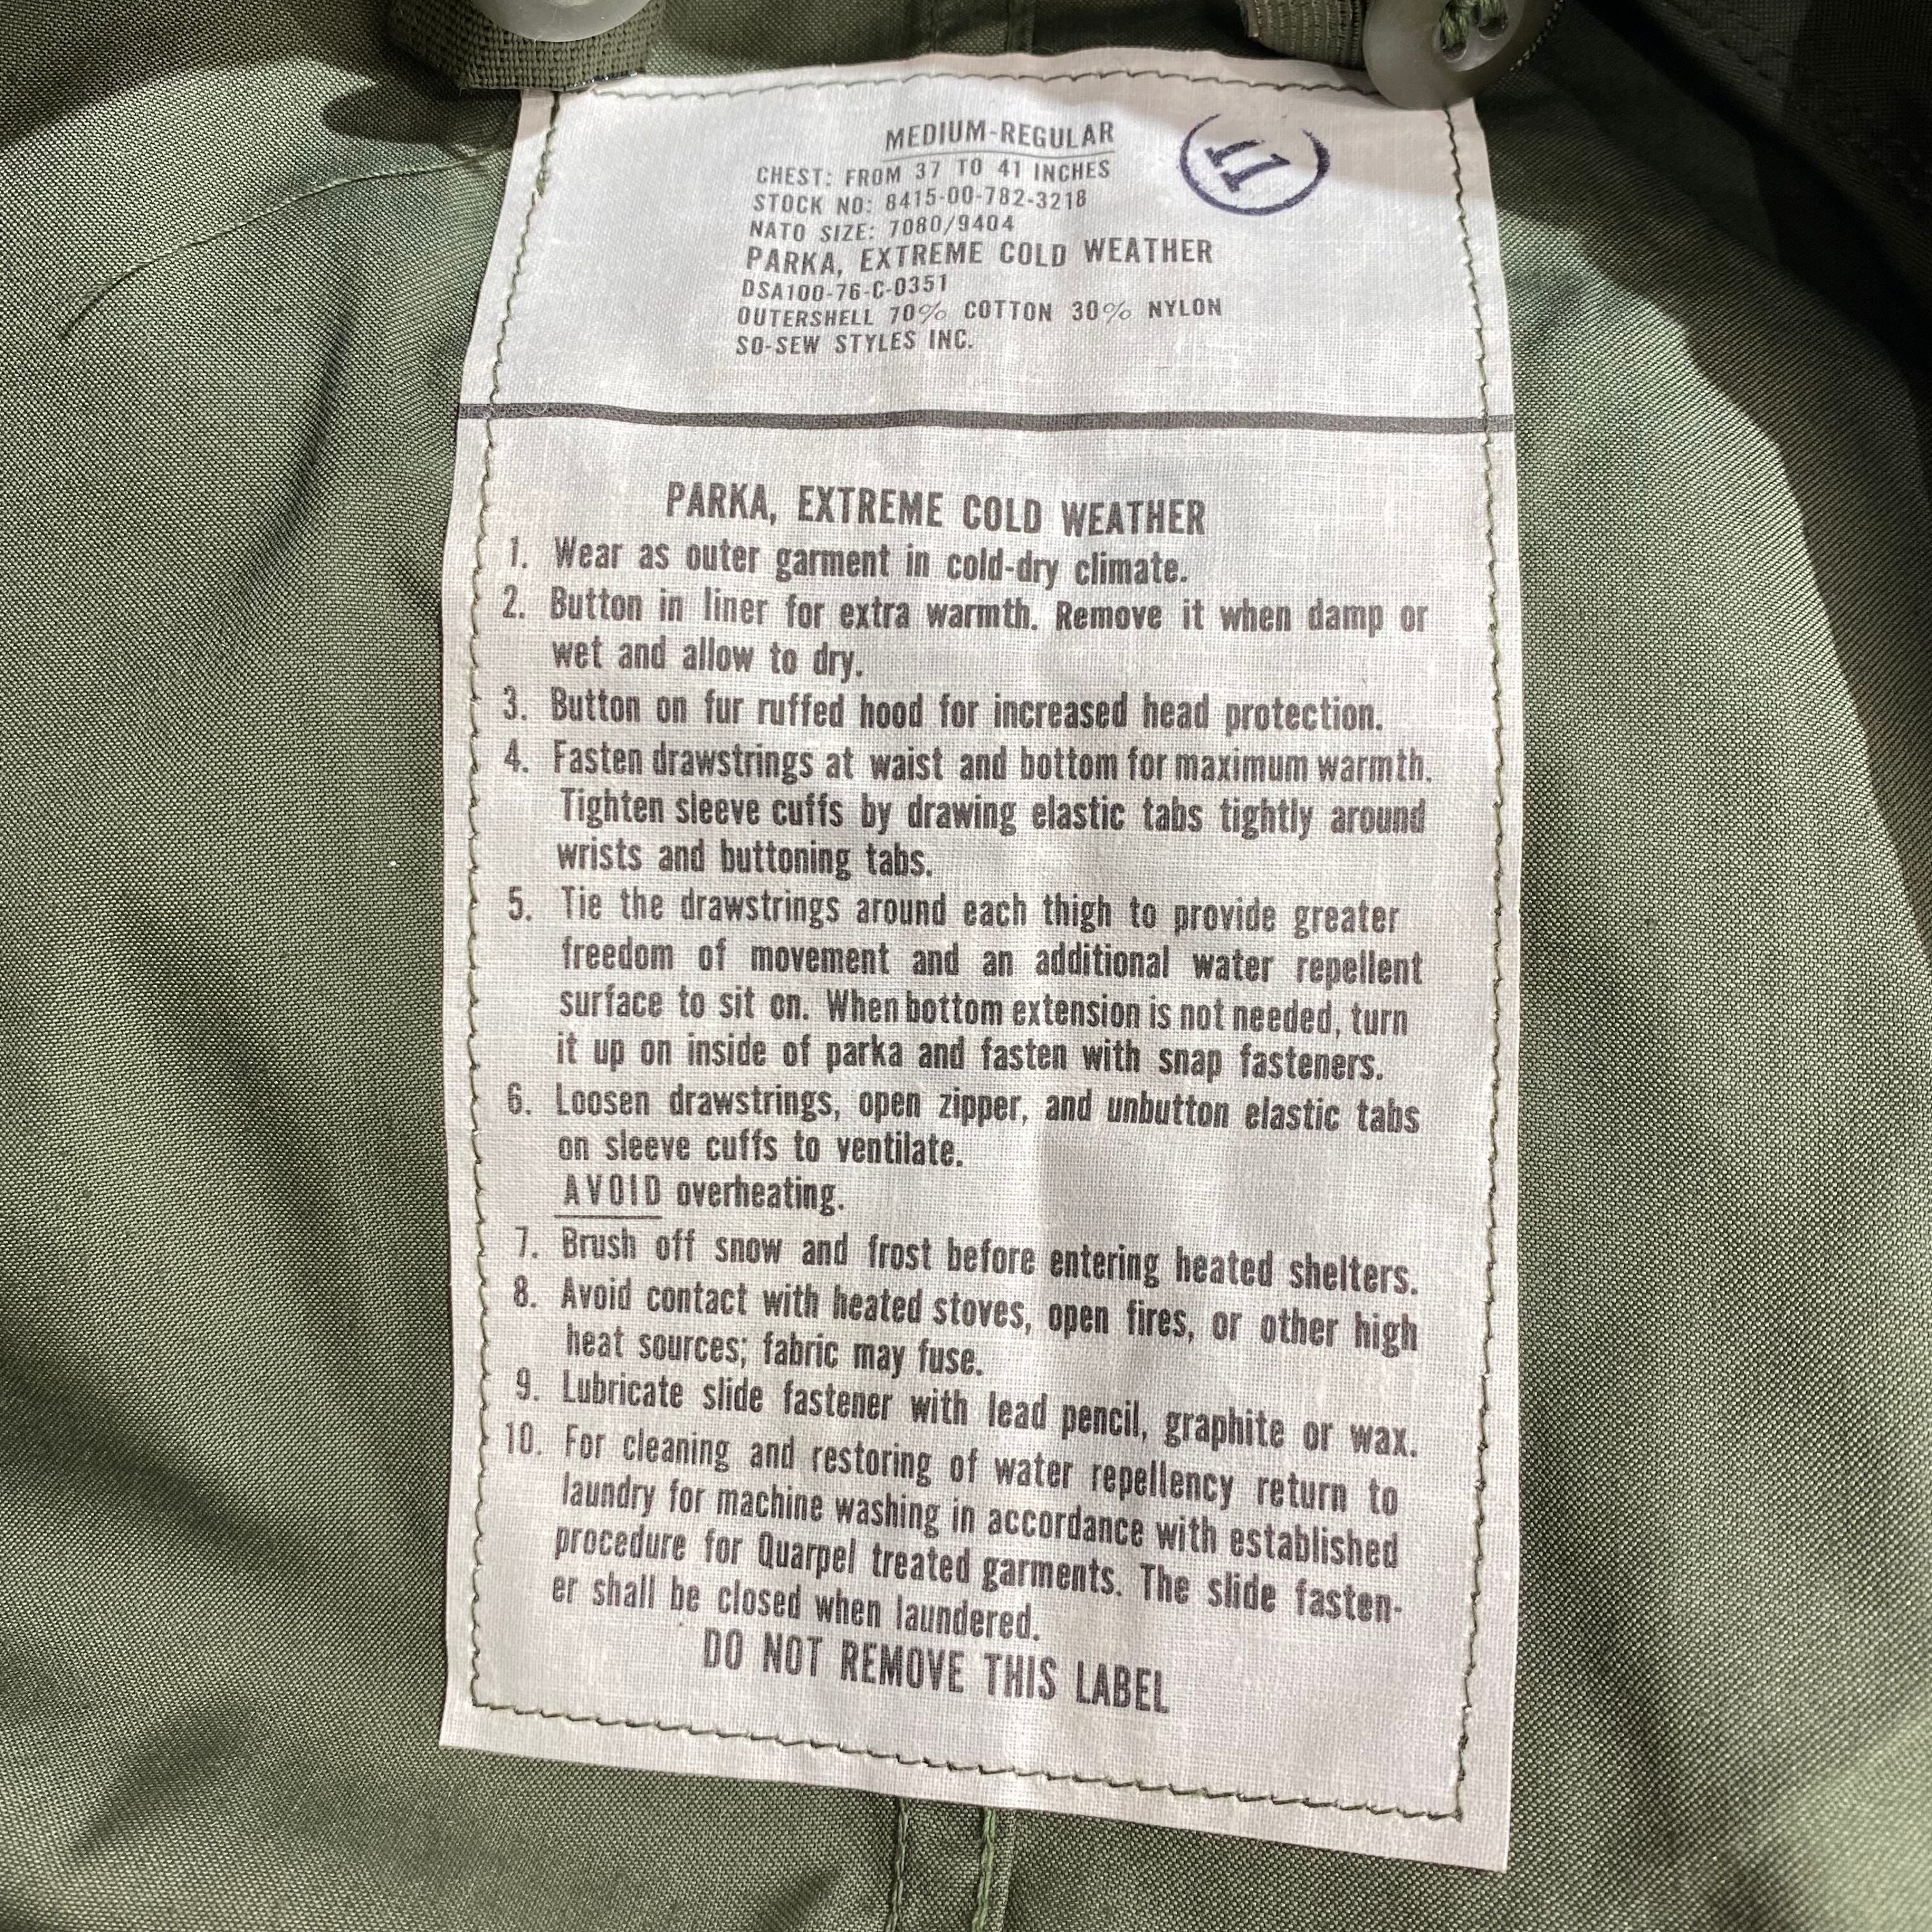 MEDIUM-REGULAR
11
CHEST: FROM 37 TO 41 INCHES
STOCK NO: 8415-00-782-3218
NATO SIZE: 7080/9404
PARKA, EXTREME COLD WEATHER
DSA100-76-C-0351
OUTERSHELL 70% COTTON 30% NYLON
SO-SEW STYLES INC.
PARKA, EXTREME COLD WEATHER
1. Wear as outer garment in cold-dry climate.
2. Button in liner for extra warmth. Remove it when damp or
wet and allow to dry.
3. Button on fur ruffed hood for increased head protection.
4. Fasten drawstrings at waist and bottom for maximum warmth.
Tighten sleeve cuffs by drawing elastic tabs tightly around
wrists and buttoning tabs.
5. Tie the drawstrings around each thigh to provide greater
freedom of movement and an additional water repellent
surface to sit on. When bottom extension is not needed, turn
it up on inside of parka and fasten with snap fasteners.
6. Loosen drawstrings, open zipper, and unbutton elastic tabs
on sleeve cuffs to ventilate.
AVOID overheating.
7. Brush off snow and frost before entering heated shelters.
8. Avoid contact with heated stoves, open fires, or other high
heat sources; fabric may fuse.
9. Lubricate slide fastener with lead pencil, graphite or wax.
10. For cleaning and restoring of water repellency return to
laundry for machine washing in accordance with established
procedure for Quarpel treated garments. The slide fasten-
er shall be closed when laundered.
DO NOT REMOVE THIS LABEL